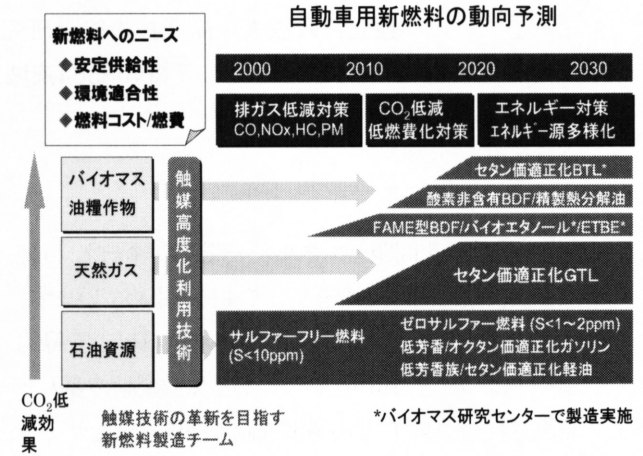 自動車用新燃料の動向予測
新燃料へのニーズ
◆安定供給性
◆環境適合性
◆燃料コスト/燃費
2000 2010 2020 2030
排ガス低減対策
CO,NOx,HC,PM
CO₂低減
低燃費化対策
エネルギー対策
エネルギー源多様化
バイオマス
油糧作物
天然ガス
石油資源
触媒高度化利用技術
セタン価適正化BTL*
酸素非含有BDF/精製熱分解油
FAME型BDF/バイオエタノール*/ETBE*
セタン価適正化GTL
サルファーフリー燃料
(S<10ppm)
ゼロサルファー燃料 (S<1～2ppm)
低芳香/オクタン価適正化ガソリン
低芳香族/セタン価適正化軽油
CO₂低
減効
果
触媒技術の革新を目指す
新燃料製造チーム
*バイオマス研究センターで製造実施